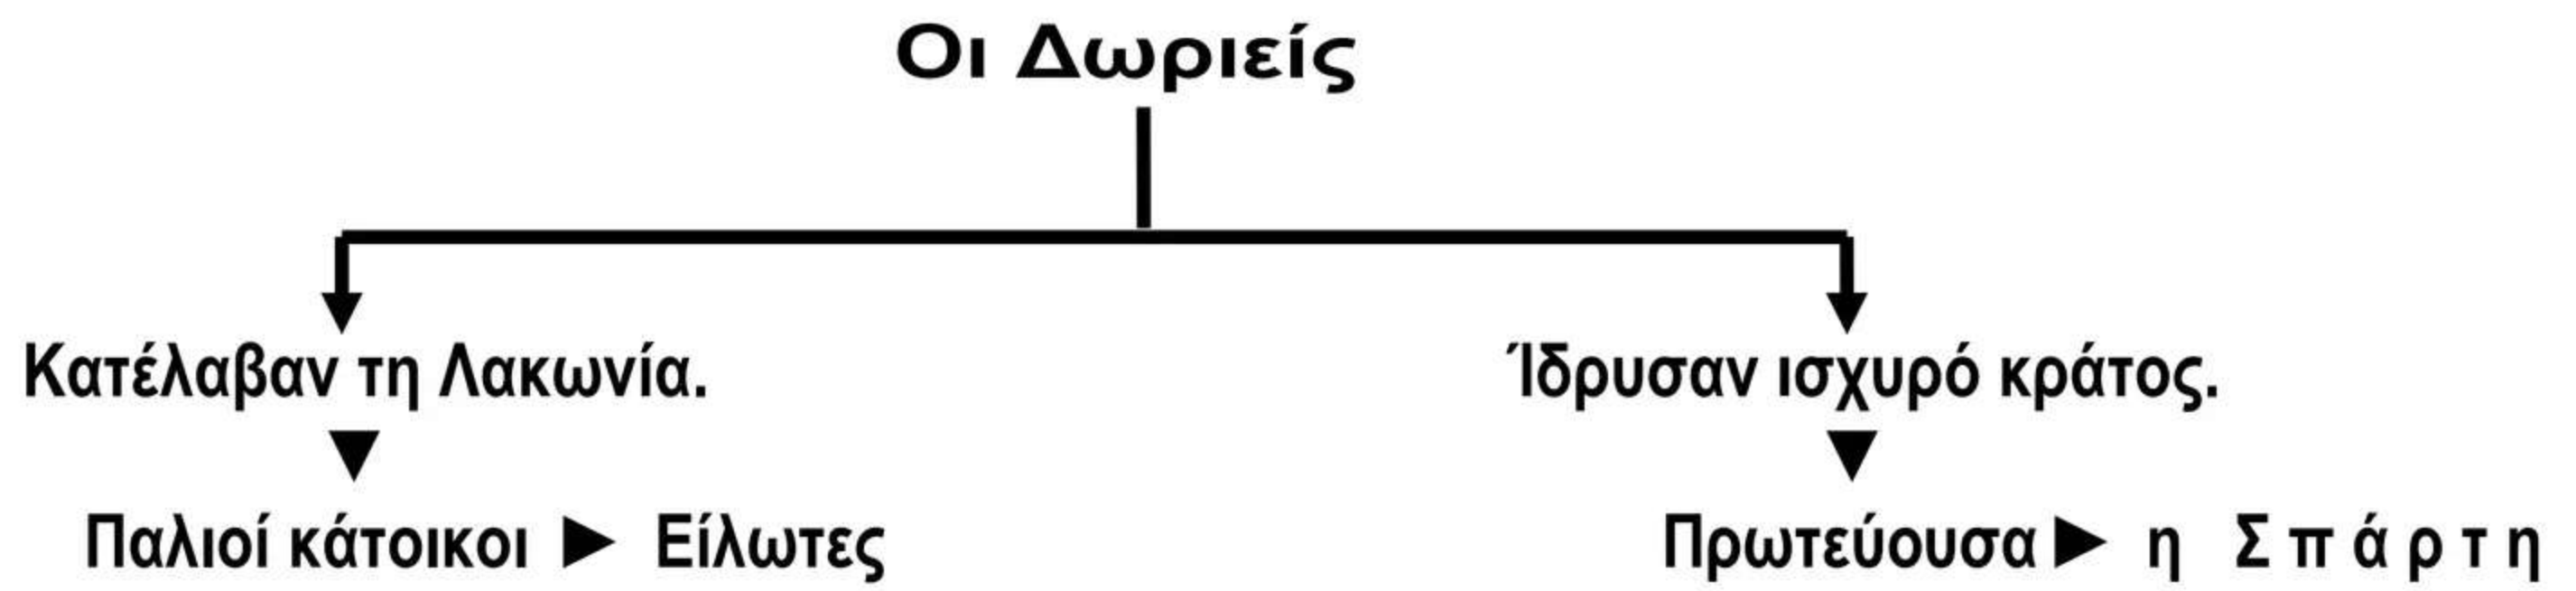 Οι Δωριείς
Κατέλαβαν τη Λακωνία.
Ίδρυσαν ισχυρό κράτος.
Παλιοί κάτοικοι ► Είλωτες
Πρωτεύουσα ► η Σπάρτη